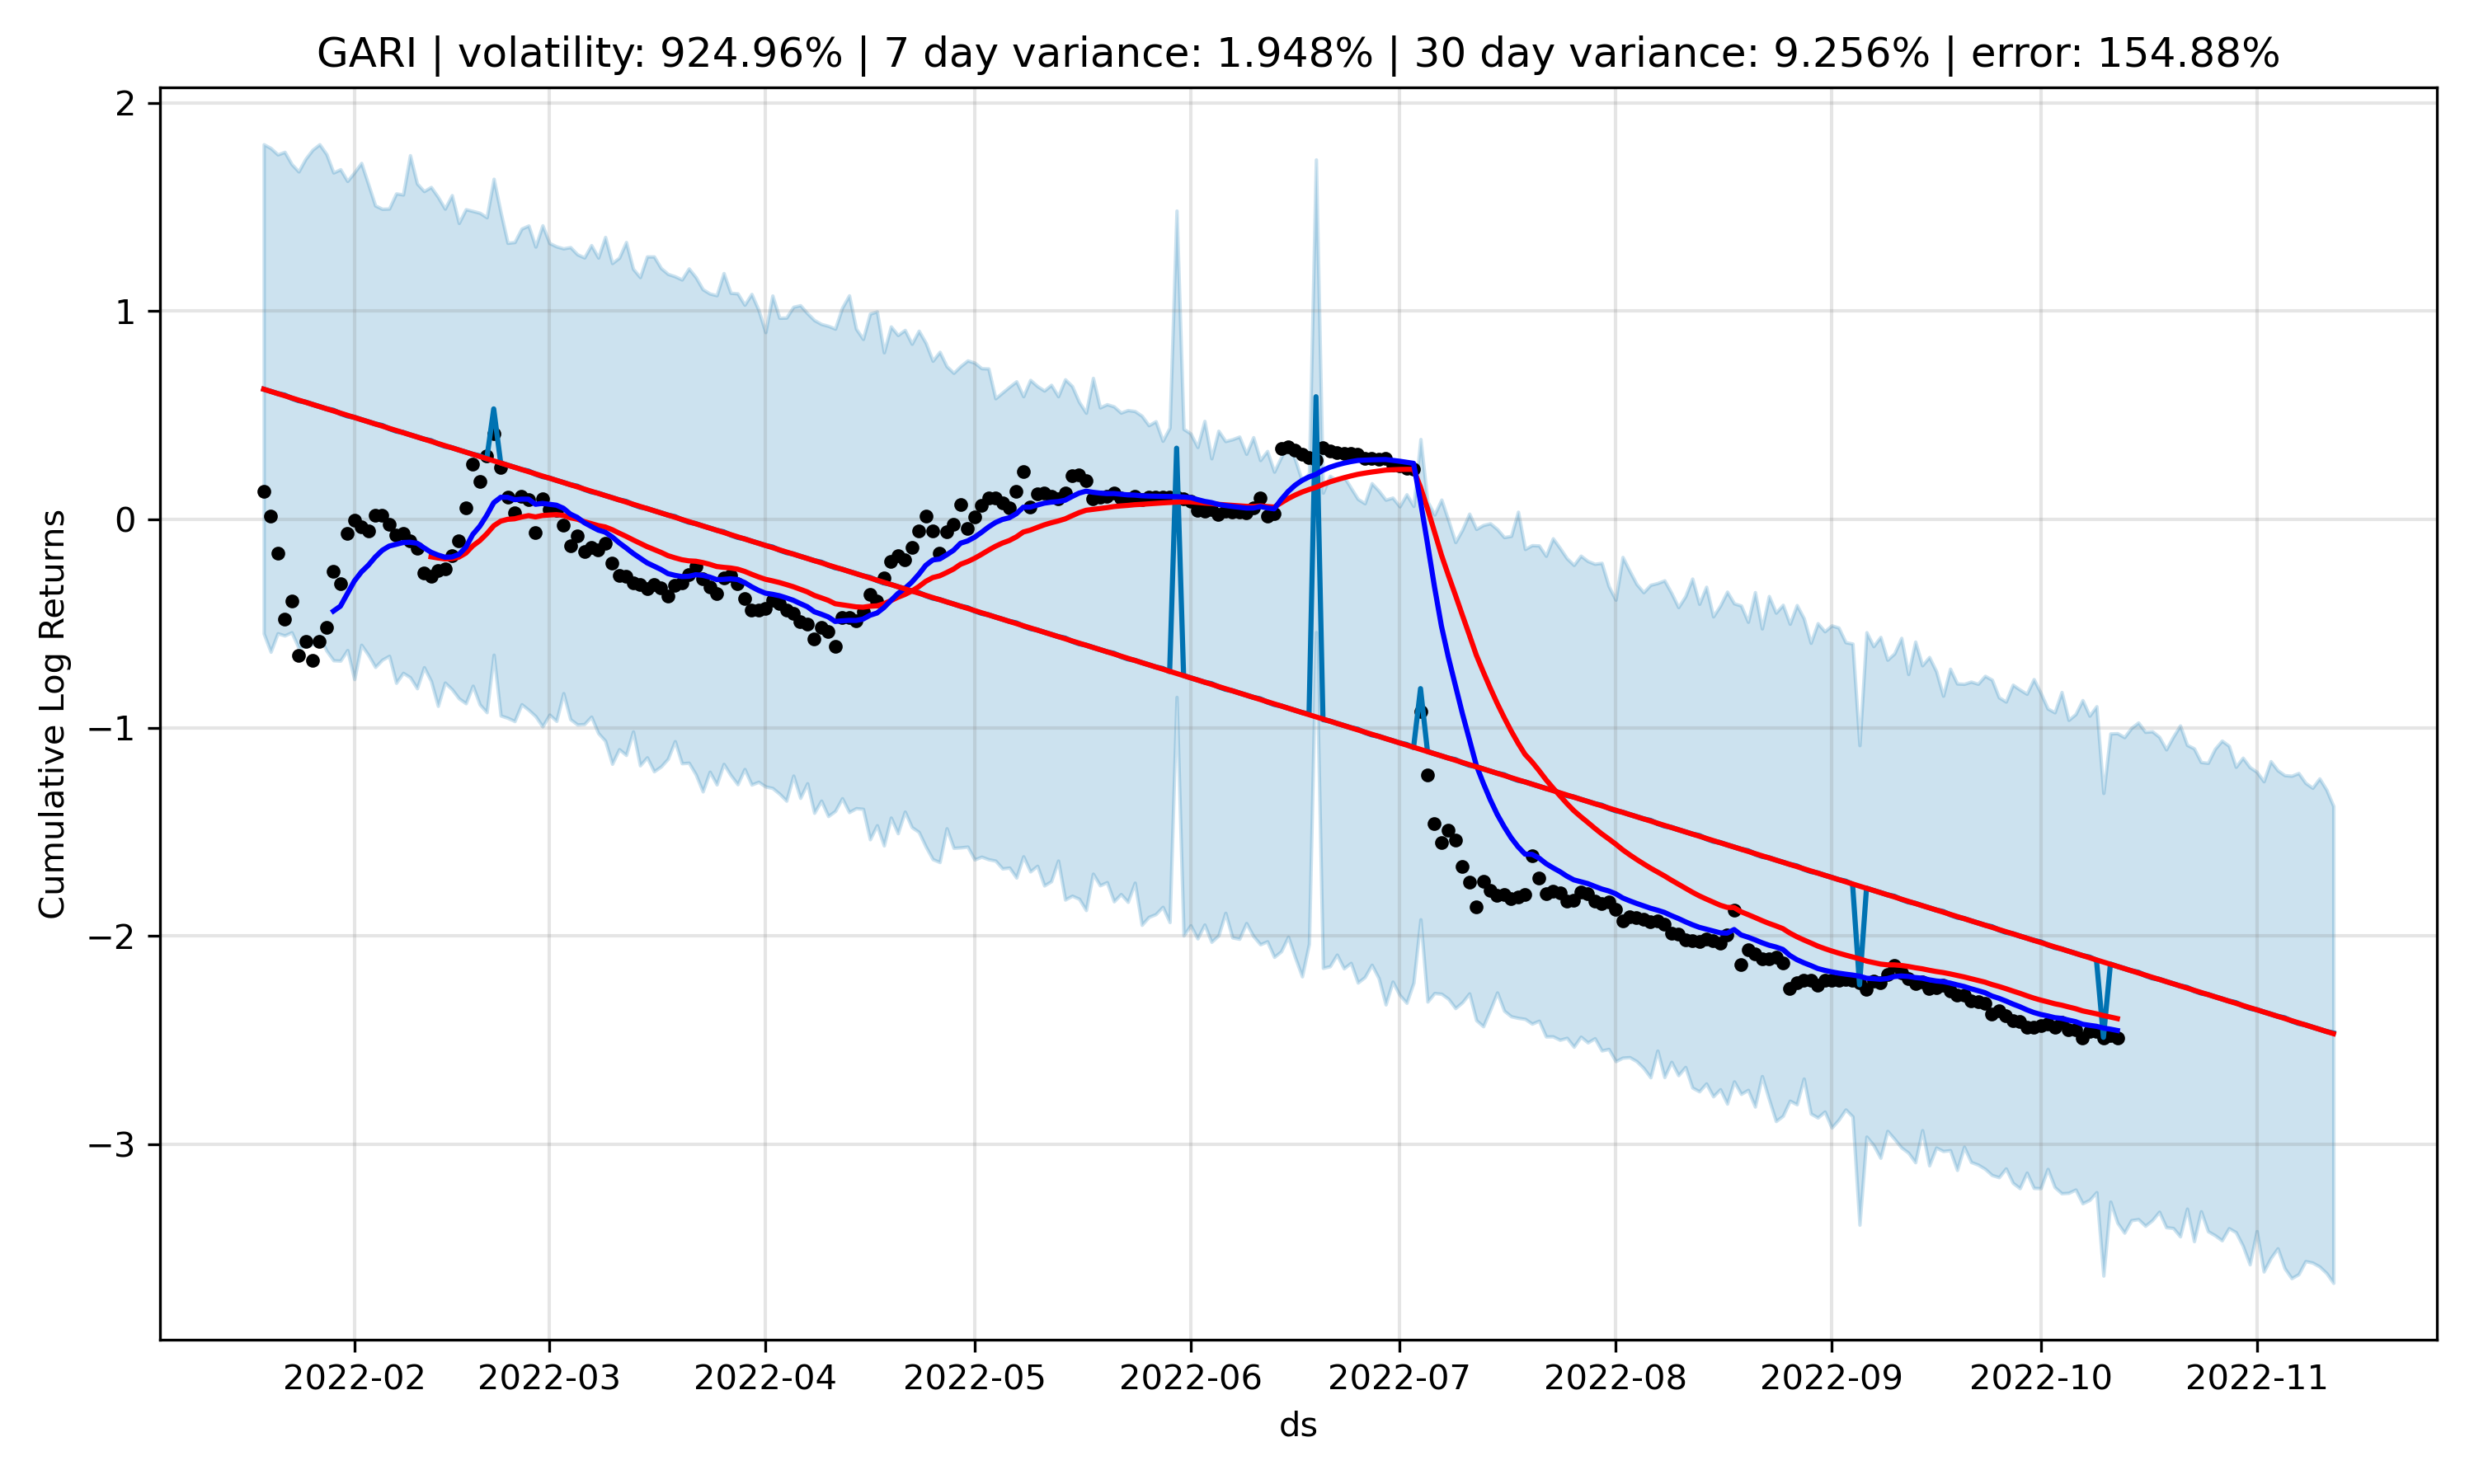 GARI | volatility: 924.96% | 7 day variance: 1.948% | 30 day variance: 9.256% | error: 154.88%
Cumulative Log Returns
2
1
0
−1
−2
−3
2022-02 2022-03 2022-04 2022-05 2022-06 2022-07 2022-08 2022-09 2022-10 2022-11
ds